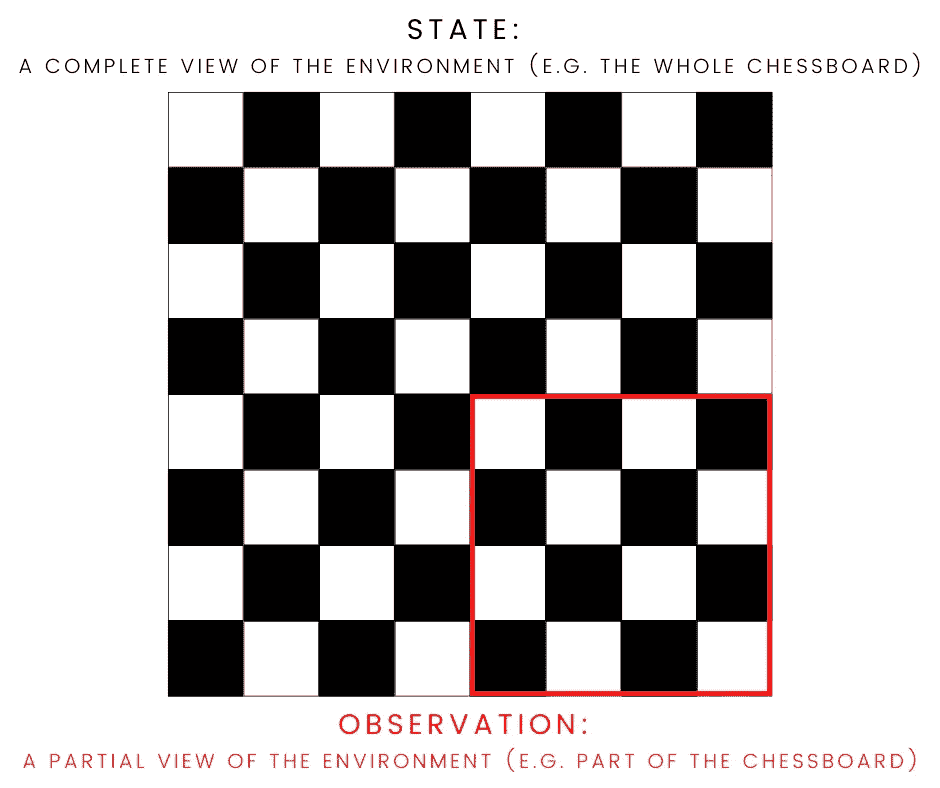 STATE:
A COMPLETE VIEW OF THE ENVIRONMENT (E.G. THE WHOLE CHESSBOARD)
OBSERVATION:
A PARTIAL VIEW OF THE ENVIRONMENT (E.G. PART OF THE CHESSBOARD)